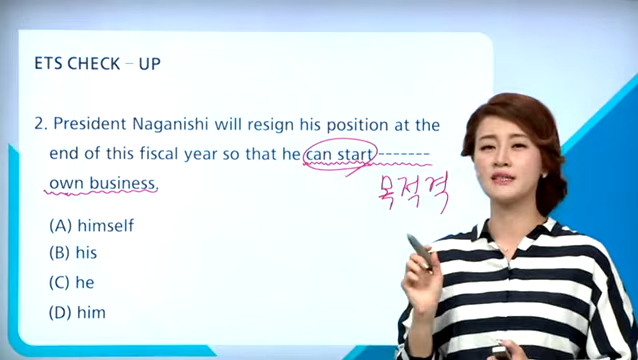 ETS CHECK – UP
2. President Naganishi will resign his position at the
end of this fiscal year so that he can start -------
own business.
목적격
(A) himself
(B) his
(C) he
(D) him